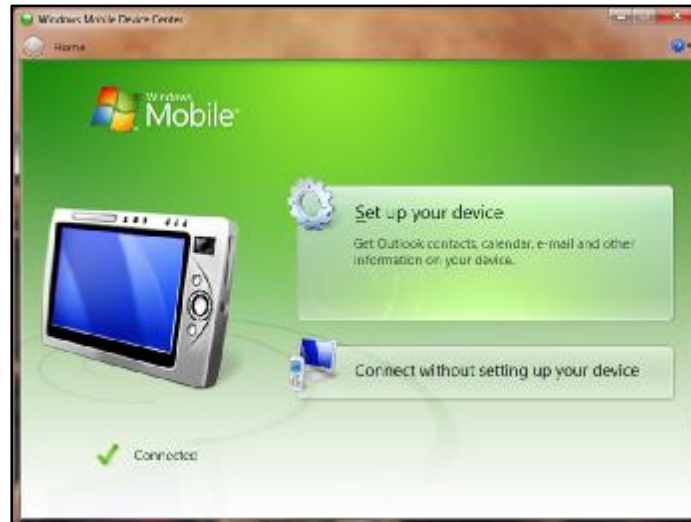 Windows Mobile Device Center
Home
Windows
Mobile
Set up your device
Get Outlook contacts, calendar, e-mail and other
information on your device.
Connect without setting up your device
Connected